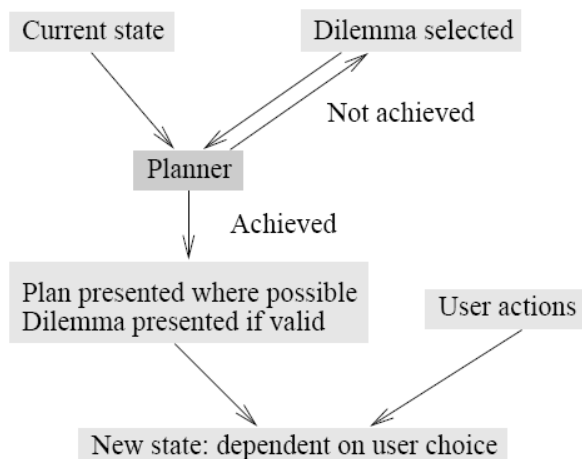 Current state
Dilemma selected
Not achieved
Planner
Achieved
Plan presented where possible
Dilemma presented if valid
User actions
New state: dependent on user choice